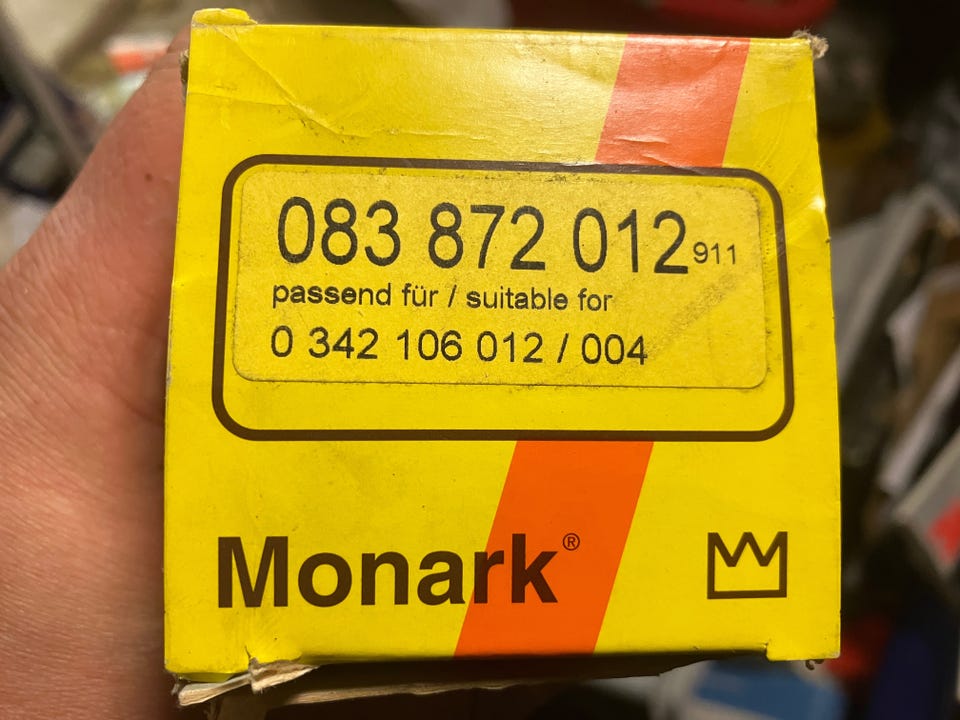 083 872 012 911
passend für / suitable for
0 342 106 012 / 004
Monark®